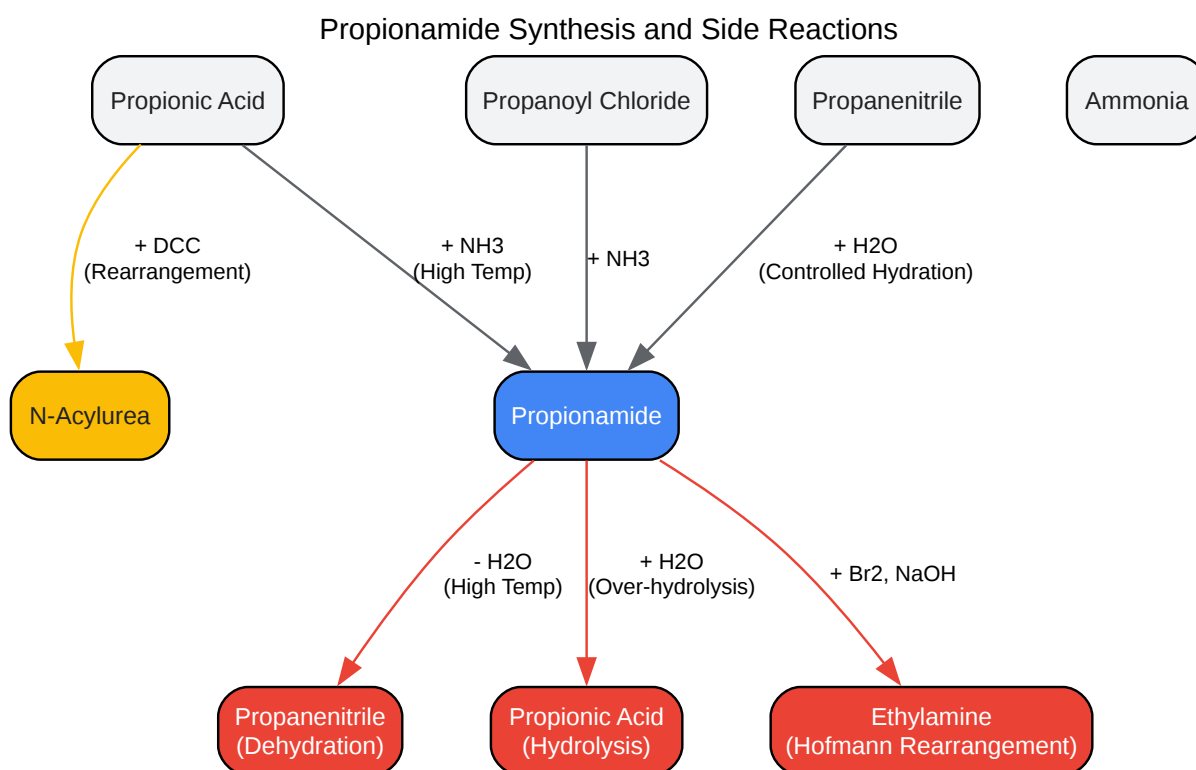 Propionamide Synthesis and Side Reactions
Propionic Acid
Propanoyl Chloride
Propanenitrile
Ammonia
+ DCC
(Rearrangement)
+ NH3
(High Temp)
+ NH3
+ H2O
(Controlled Hydration)
N-Acylurea
Propionamide
- H2O
(High Temp)
+ H2O
(Over-hydrolysis)
+ Br2, NaOH
Propanenitrile
(Dehydration)
Propionic Acid
(Hydrolysis)
Ethylamine
(Hofmann Rearrangement)